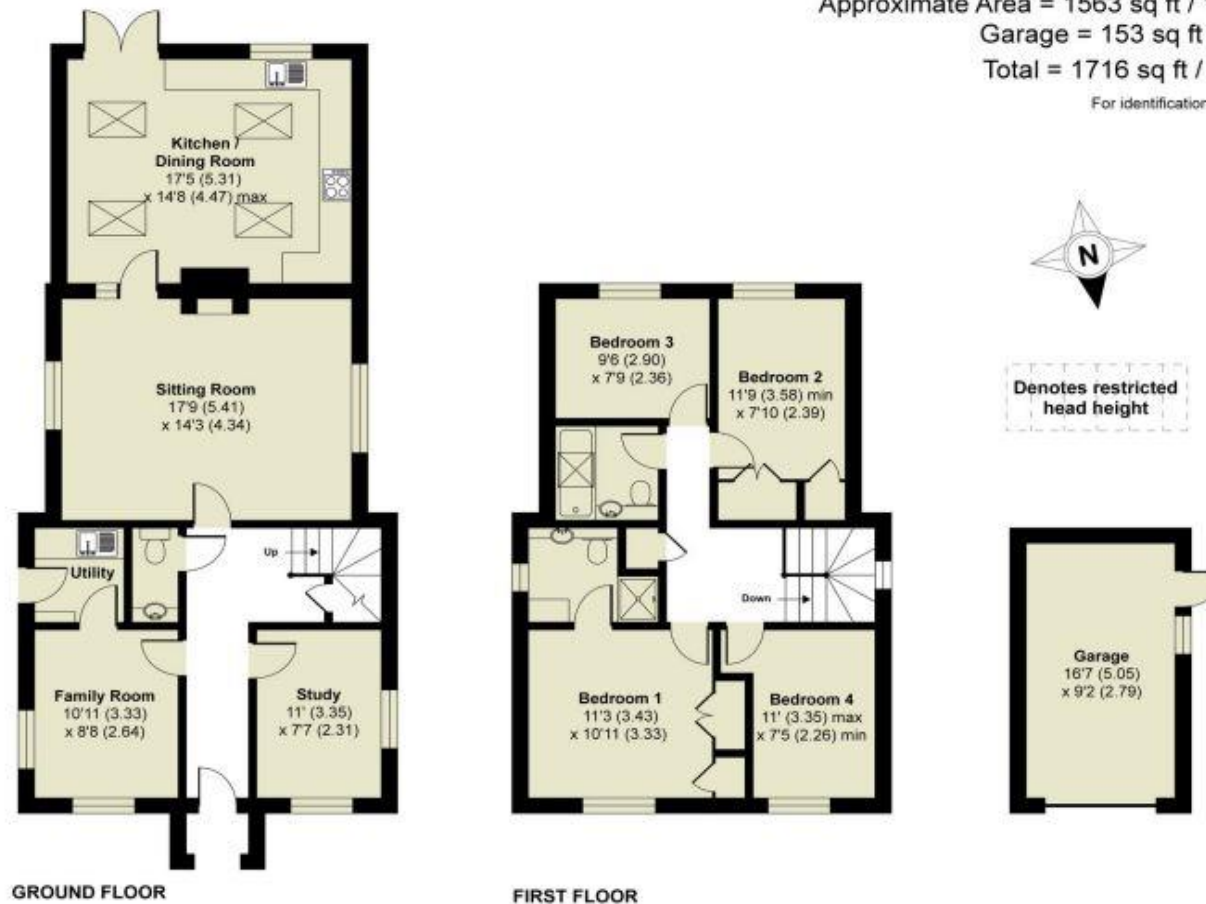 Approximate Area = 1563 sq ft /
Garage = 153 sq ft
Total = 1716 sq ft /
For identification
N
Denotes restricted
head height
Kitchen /
Dining Room
17'5 (5.31)
x 14'8 (4.47) max
Sitting Room
17'9 (5.41)
x 14'3 (4.34)
Utility
Up
Family Room
10'11 (3.33)
x 8'8 (2.64)
Study
11' (3.35)
x 7'7 (2.31)
GROUND FLOOR
Bedroom 3
9'6 (2.90)
x 7'9 (2.36)
Bedroom 2
11'9 (3.58) min
x 7'10 (2.39)
Down
Bedroom 1
11'3 (3.43)
x 10'11 (3.33)
Bedroom 4
11' (3.35) max
x 7'5 (2.26) min
FIRST FLOOR
Garage
16'7 (5.05)
x 9'2 (2.79)